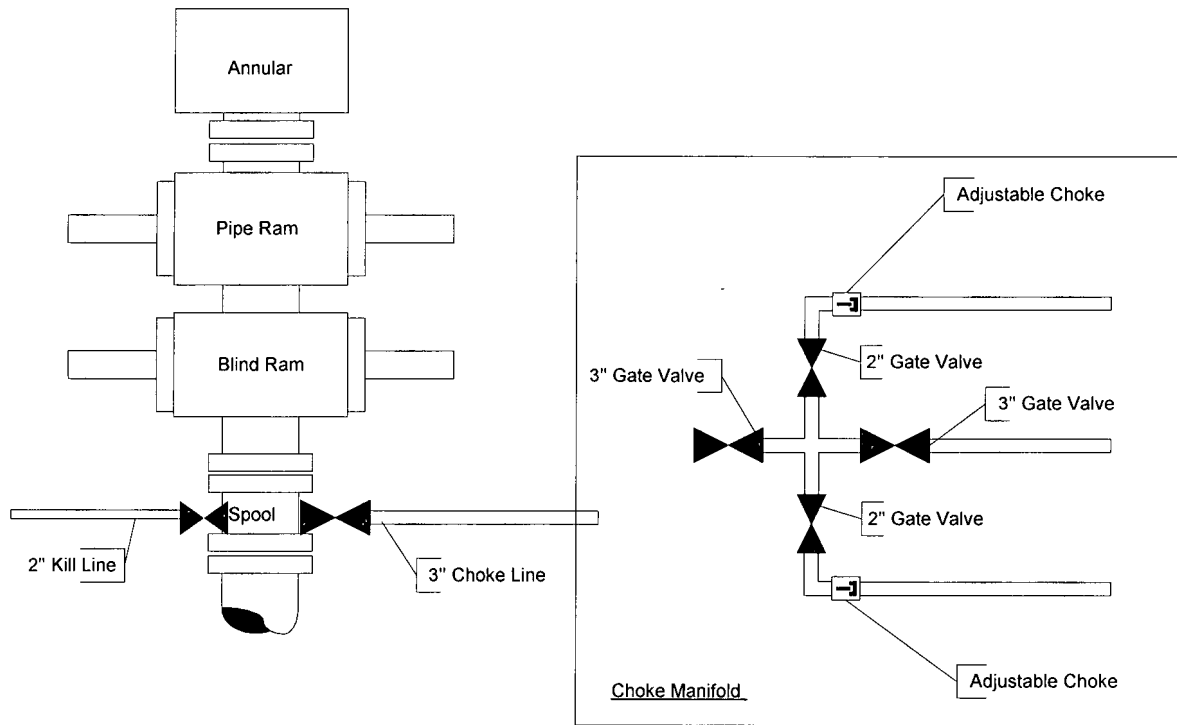 Annular
Pipe Ram
Blind Ram
Spool
2" Kill Line
3" Choke Line
Adjustable Choke
2" Gate Valve
3" Gate Valve
3" Gate Valve
2" Gate Valve
Adjustable Choke
Choke Manifold